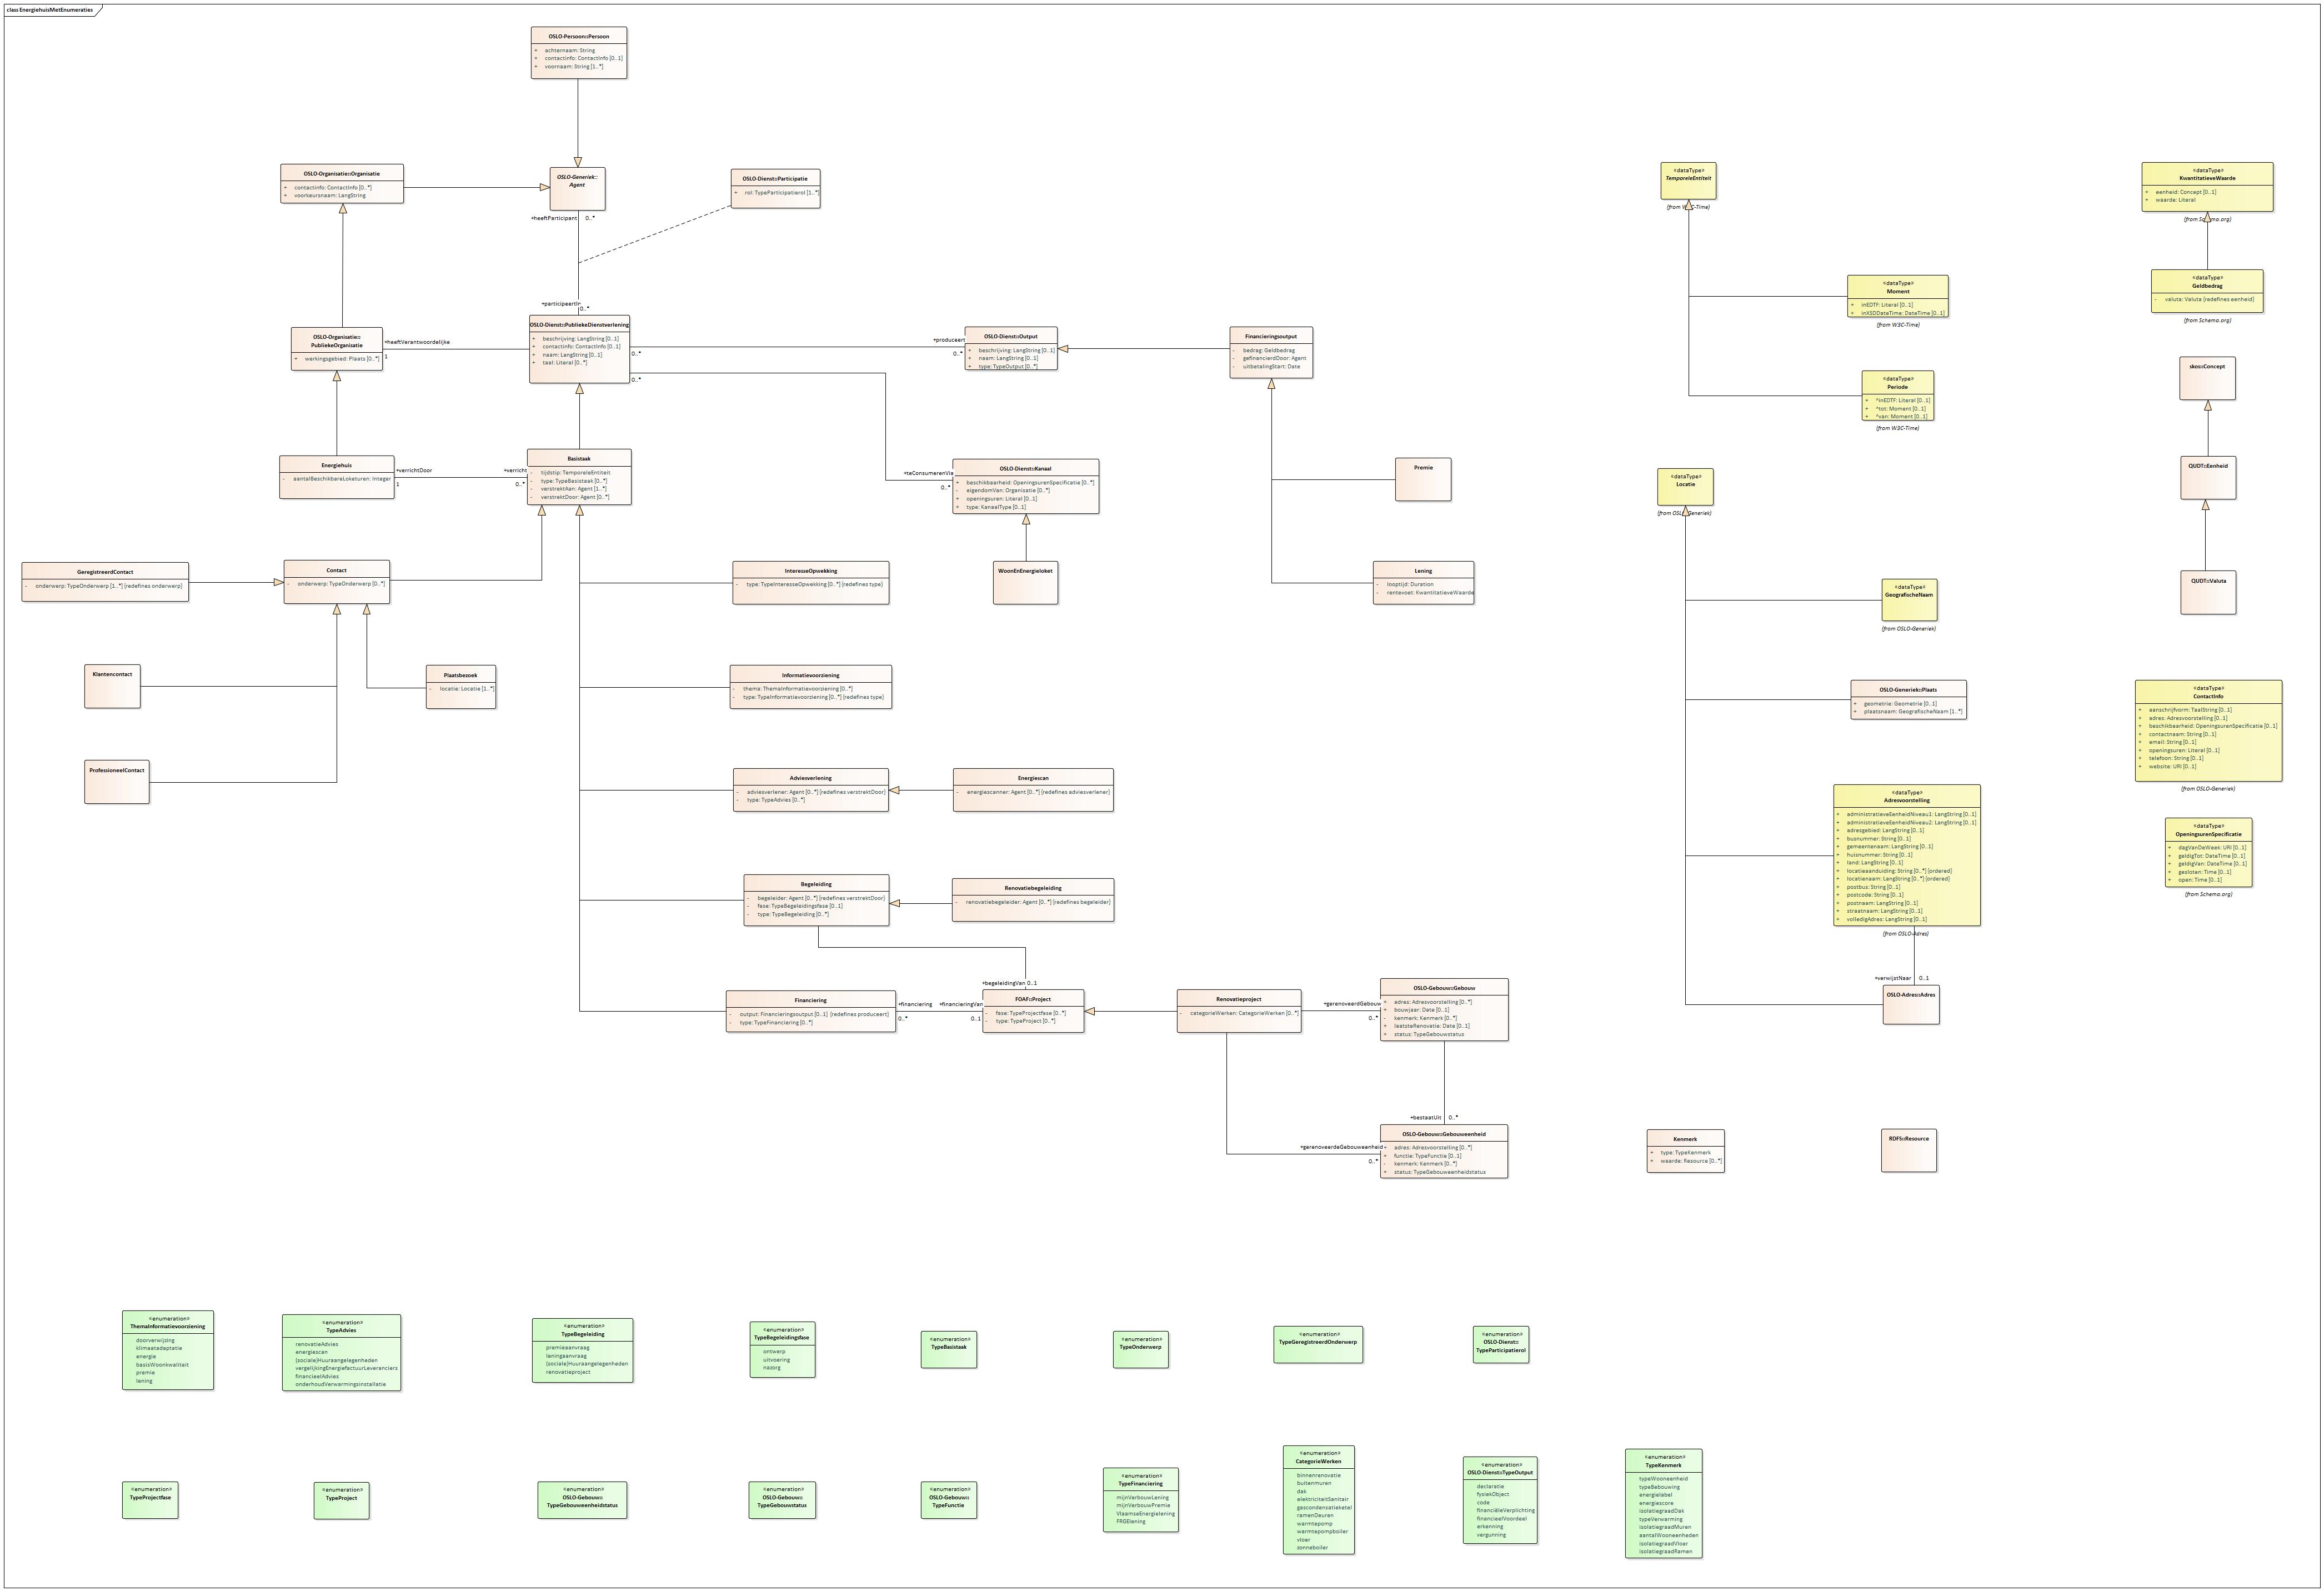 class EnergiehuisMetEnumeraties
OSLO-Persoon::Persoon
+ achternaam: String
+ contactinfo: ContactInfo [0..1]
+ voornaam: String [1..*]
OSLO-Organisatie::Organisatie
+ contactinfo: ContactInfo [0..*]
+ voorkeursnaam: LangString
OSLO-Generiek::
Agent
+heeftParticipant 0..*
OSLO-Dienst::Participatie
+ rol: TypeParticipatierol [1..*]
«dataType»
TemporeleEntiteit
(from W3C-Time)
«dataType»
KwantitatieveWaarde
+ eenheid: Concept [0..1]
+ waarde: Literal
(from Schema.org)
«dataType»
Moment
+ inEDTF: Literal [0..1]
+ inXSDDateTime: DateTime [0..1]
(from W3C-Time)
«dataType»
Geldbedrag
- valuta: Valuta {redefines eenheid}
(from Schema.org)
+participeertIn
0..*
OSLO-Organisatie::
PubliekeOrganisatie
+ werkingsgebied: Plaats [0..*]
+heeftVerantwoordelijke
1
OSLO-Dienst::PubliekeDienstverlening
+ beschrijving: LangString [0..1]
+ contactinfo: ContactInfo [0..1]
+ naam: LangString [0..1]
+ taal: Literal [0..*]
0..*
0..*
+produceert
0..*
OSLO-Dienst::Output
+ beschrijving: LangString [0..1]
+ naam: LangString [0..1]
+ type: TypeOutput [0..*]
Financieringsoutput
- bedrag: Geldbedrag
- gefinancierdDoor: Agent
- uitbetalingStart: Date
«dataType»
Periode
+ ^inEDTF: Literal [0..1]
+ ^tot: Moment [0..1]
+ ^van: Moment [0..1]
(from W3C-Time)
skos::Concept
Energiehuis
- aantalBeschikbareLoketuren: Integer
+verrichtDoor
1
+verricht
0..*
Basistaak
- tijdstip: TemporeleEntiteit
- type: TypeBasistaak [0..*]
- verstrektAan: Agent [1..*]
- verstrektDoor: Agent [0..*]
+teConsumerenVia
0..*
OSLO-Dienst::Kanaal
+ beschikbaarheid: OpeningsurenSpecificatie [0..*]
- eigendomVan: Organisatie [0..*]
+ openingsuren: Literal [0..1]
+ type: KanaalType [0..1]
Premie
«dataType»
Locatie
(from OSLO-Generiek)
QUDT::Eenheid
GeregistreerdContact
- onderwerp: TypeOnderwerp [1..*] {redefines onderwerp}
Contact
- onderwerp: TypeOnderwerp [0..*]
InteresseOpwekking
- type: TypeInteresseOpwekking [0..*] {redefines type}
WoonEnEnergieloket
Lening
- looptijd: Duration
- rentevoet: KwantitatieveWaarde
«dataType»
GeografischeNaam
(from OSLO-Generiek)
QUDT::Valuta
Klantencontact
Plaatsbezoek
- locatie: Locatie [1..*]
Informatievoorziening
- thema: ThemaInformatievoorziening [0..*]
- type: TypeInformatievoorziening [0..*] {redefines type}
OSLO-Generiek::Plaats
+ geometrie: Geometrie [0..1]
+ plaatsnaam: GeografischeNaam [1..*]
«dataType»
ContactInfo
+ aanschrijfvorm: TaalString [0..1]
+ adres: Adresvoorstelling [0..1]
+ beschikbaarheid: OpeningsurenSpecificatie [0..1]
+ contactnaam: String [0..1]
+ email: String [0..1]
+ openingsuren: Literal [0..1]
+ telefoon: String [0..1]
+ website: URI [0..1]
(from OSLO-Generiek)
ProfessioneelContact
Adviesverlening
- adviesverlener: Agent [0..*] {redefines verstrektDoor}
- type: TypeAdvies [0..*]
Energiescan
- energiescanner: Agent [0..*] {redefines adviesverlener}
«dataType»
Adresvoorstelling
+ administratieveEenheidNiveau1: LangString [0..1]
+ administratieveEenheidNiveau2: LangString [0..1]
+ adresgebied: LangString [0..1]
+ busnummer: String [0..1]
+ gemeentenaam: LangString [0..1]
+ huisnummer: String [0..1]
+ land: LangString [0..1]
+ locatieaanduiding: String [0..*] {ordered}
+ locatienaam: LangString [0..*] {ordered}
+ postbus: String [0..1]
+ postcode: String [0..1]
+ postnaam: LangString [0..1]
+ straatnaam: LangString [0..1]
+ volledigAdres: LangString [0..1]
(from OSLO-Adres)
«dataType»
OpeningsurenSpecificatie
+ dagVanDeWeek: URI [0..1]
+ geldigTot: DateTime [0..1]
+ geldigVan: DateTime [0..1]
+ gesloten: Time [0..1]
+ open: Time [0..1]
(from Schema.org)
Begeleiding
- begeleider: Agent [0..*] {redefines verstrektDoor}
- fase: TypeBegeleidingsfase [0..1]
- type: TypeBegeleiding [0..*]
Renovatiebegeleiding
- renovatiebegeleider: Agent [0..*] {redefines begeleider}
+begeleidingVan 0..1
Financiering
- output: Financieringsoutput [0..1] {redefines produceert}
- type: TypeFinanciering [0..*]
+financiering
0..*
+financieringVan
0..1
FOAF::Project
- fase: TypeProjectfase [0..*]
- type: TypeProject [0..*]
Renovatieproject
- categorieWerken: CategorieWerken [0..*]
+gerenoveerdGebouw
0..*
OSLO-Gebouw::Gebouw
+ adres: Adresvoorstelling [0..*]
+ bouwjaar: Date [0..1]
- kenmerk: Kenmerk [0..*]
+ laatsteRenovatie: Date [0..1]
+ status: TypeGebouwstatus
+verwijstNaar 0..1
OSLO-Adres::Adres
+bestaatUit 0..*
+gerenoveerdeGebouweenheid
0..*
OSLO-Gebouw::Gebouweenheid
+ adres: Adresvoorstelling [0..*]
+ functie: TypeFunctie [0..1]
- kenmerk: Kenmerk [0..*]
+ status: TypeGebouweenheidstatus
Kenmerk
+ type: TypeKenmerk
+ waarde: Resource [0..*]
RDFS::Resource
«enumeration»
ThemaInformatievoorziening
doorverwijzing
klimaatadaptatie
energie
basisWoonkwaliteit
premie
lening
«enumeration»
TypeAdvies
renovatieAdvies
energiescan
(sociale)Huuraangelegenheden
vergelijkingEnergiefactuurLeveranciers
financieelAdvies
onderhoudVerwarmingsinstallatie
«enumeration»
TypeBegeleiding
premieaanvraag
leningaanvraag
(sociale)Huuraangelegenheden
renovatieproject
«enumeration»
TypeBegeleidingsfase
ontwerp
uitvoering
nazorg
«enumeration»
TypeBasistaak
«enumeration»
TypeOnderwerp
«enumeration»
TypeGeregistreerdOnderwerp
«enumeration»
OSLO-Dienst::
TypeParticipatierol
«enumeration»
TypeProjectfase
«enumeration»
TypeProject
«enumeration»
OSLO-Gebouw::
TypeGebouweenheidstatus
«enumeration»
OSLO-Gebouw::
TypeGebouwstatus
«enumeration»
OSLO-Gebouw::
TypeFunctie
«enumeration»
TypeFinanciering
mijnVerbouwLening
mijnVerbouwPremie
VlaamseEnergielening
FRGElening
«enumeration»
CategorieWerken
binnenrenovatie
buitenmuren
dak
elektriciteitSanitair
gascondensatieketel
ramenDeuren
warmtepomp
warmtepompboiler
vloer
zonneboiler
«enumeration»
OSLO-Dienst::TypeOutput
declaratie
fysiekObject
code
financiëleVerplichting
financieelVoordeel
erkenning
vergunning
«enumeration»
TypeKenmerk
typeWooneenheid
typeBebouwing
energielabel
energiescore
isolatiegraadDak
typeVerwarming
isolatiegraadMuren
aantalWooneenheden
isolatiegraadVloer
isolatiegraadRamen